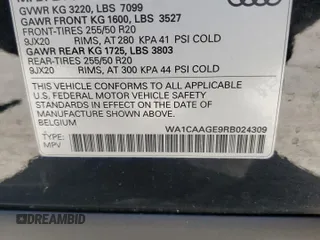 GVWR KG 3220, LBS 7099
GAWR FRONT KG 1600, LBS 3527
FRONT-TIRES 255/50 R20
9JX20 RIMS, AT 280 KPA 41 PSI COLD
GAWR REAR KG 1725, LBS 3803
REAR-TIRES 255/50 R20
9JX20 RIMS, AT 300 KPA 44 PSI COLD
THIS VEHICLE CONFORMS TO ALL APPLICABLE
U.S. FEDERAL MOTOR VEHICLE SAFETY
STANDARDS IN EFFECT ON THE DATE OF
MANUFACTURE SHOWN ABOVE.
BELGIUM
WA1CAAGE9RB024309
TYPE:
MPV
© GREATBID METADATA